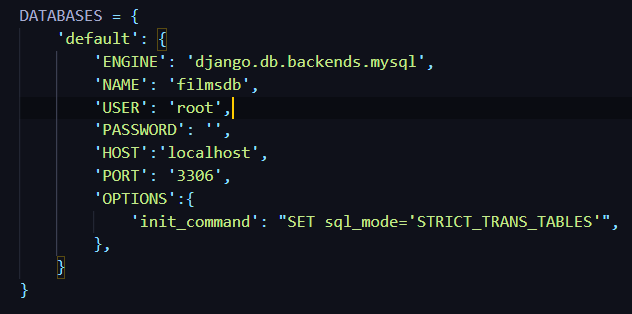 DATABASES = {
    'default': {
        'ENGINE': 'django.db.backends.mysql',
        'NAME': 'filmsdb',
        'USER': 'root',
        'PASSWORD': '',
        'HOST':'localhost',
        'PORT': '3306',
        'OPTIONS':{
            'init_command': "SET sql_mode='STRICT_TRANS_TABLES'",
        },
    }
}